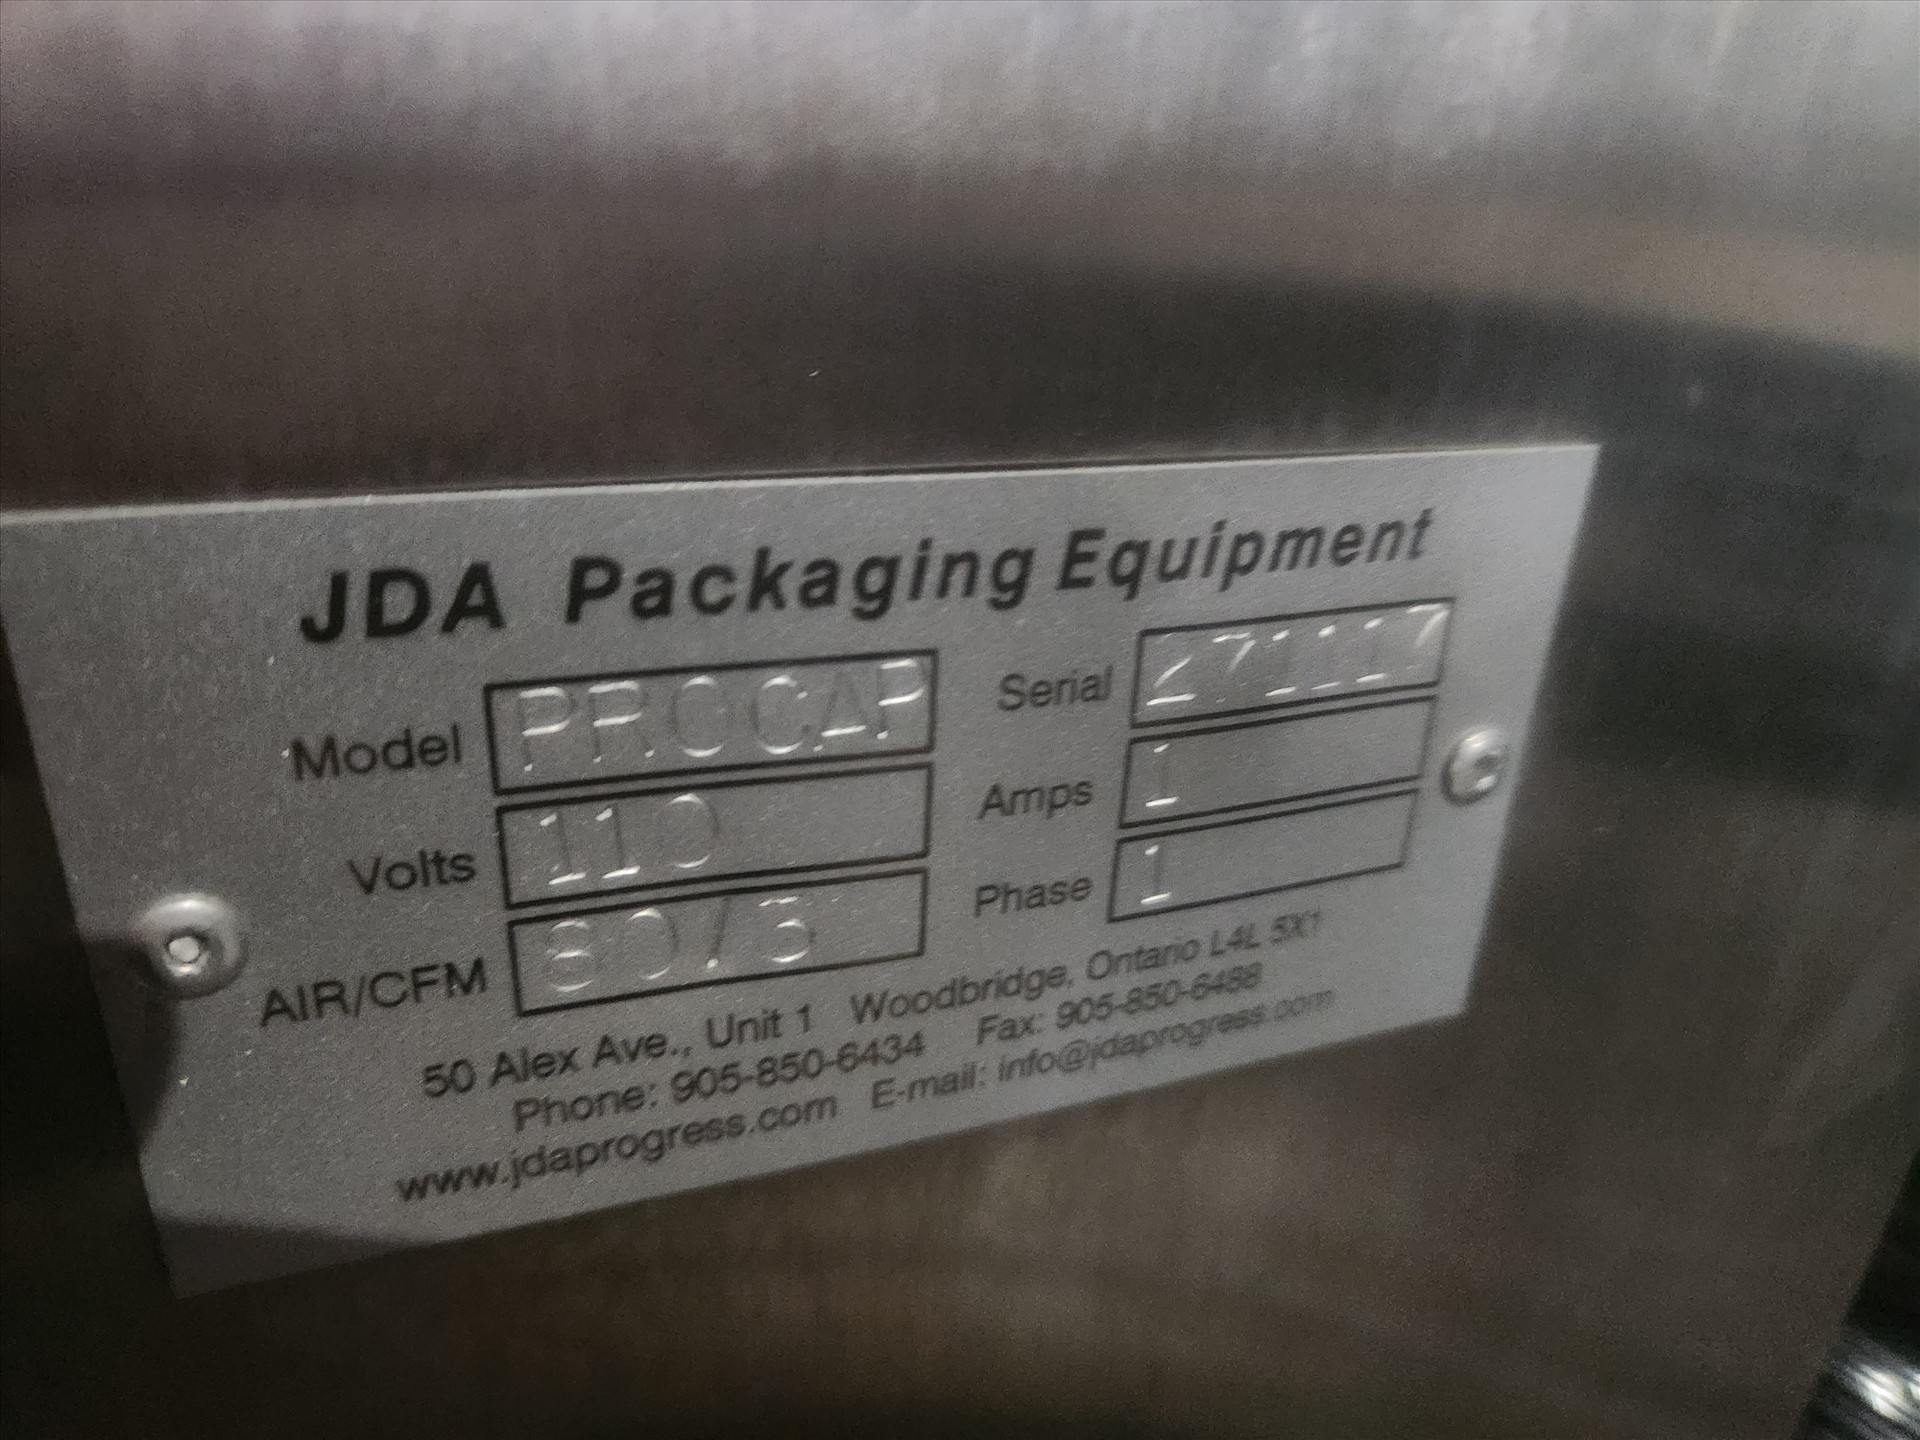 JDA Packaging Equipment
Model PROCAP Serial 271117
Volts 110 Amps 1
AIR/CFM 80/5 Phase 1
50 Alex Ave., Unit 1 Woodbridge, Ontario L4L 5X1
Phone: 905-850-6434 Fax: 905-850-6488
www.jdaprogress.com E-mail: info@jdaprogress.com